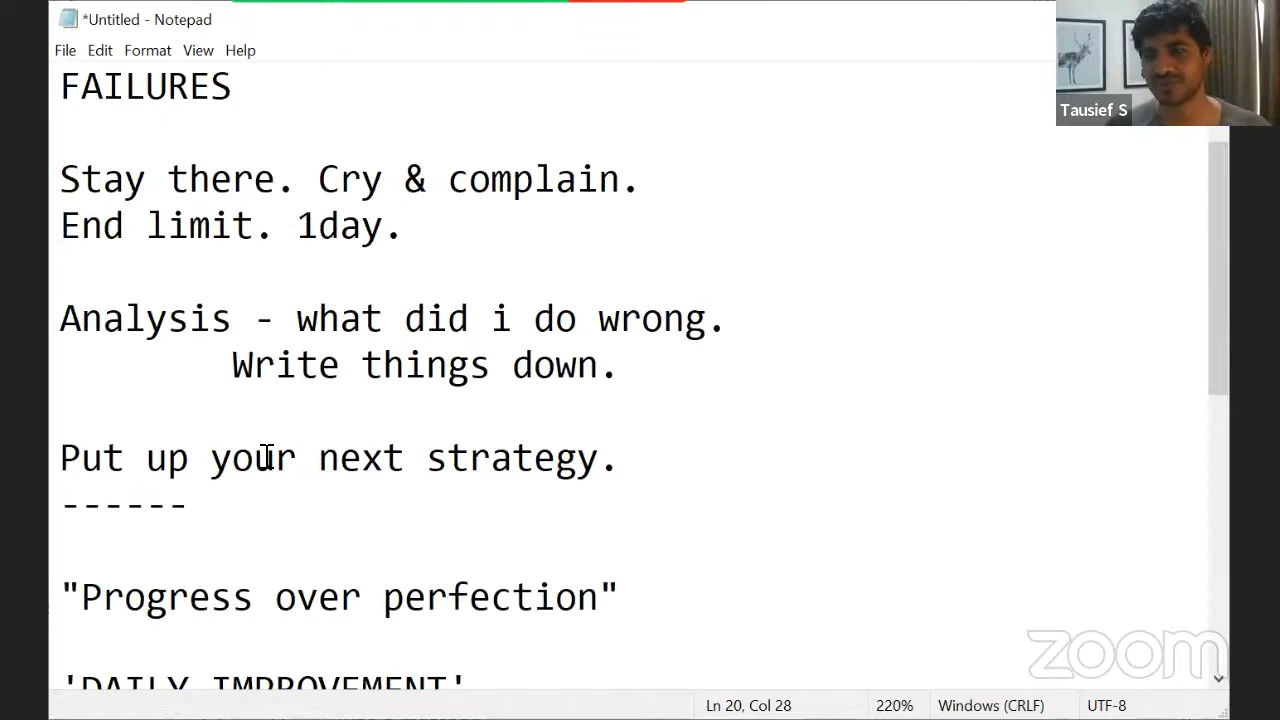 *Untitled - Notepad
File Edit Format View Help
Tausief S
FAILURES
Stay there. Cry & complain.
End limit. 1day.
Analysis - what did i do wrong.
Write things down.
Put up your next strategy.
------
"Progress over perfection"
'DAILY IMPROVEMENT'
zoom
Ln 20, Col 28 220% Windows (CRLF) UTF-8